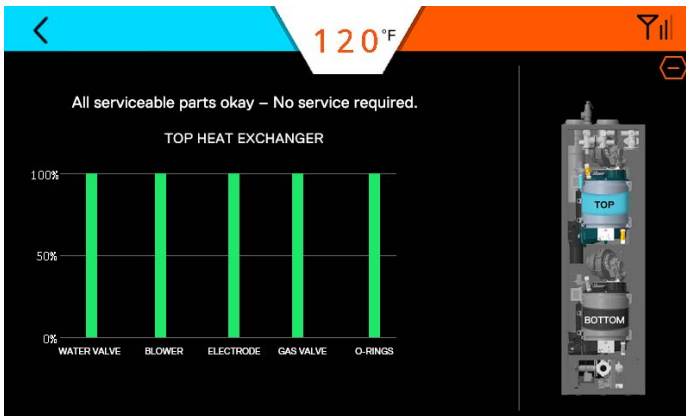 120°F
All serviceable parts okay – No service required.
TOP HEAT EXCHANGER
100%
50%
0%
WATER VALVE BLOWER ELECTRODE GAS VALVE O-RINGS
TOP
BOTTOM